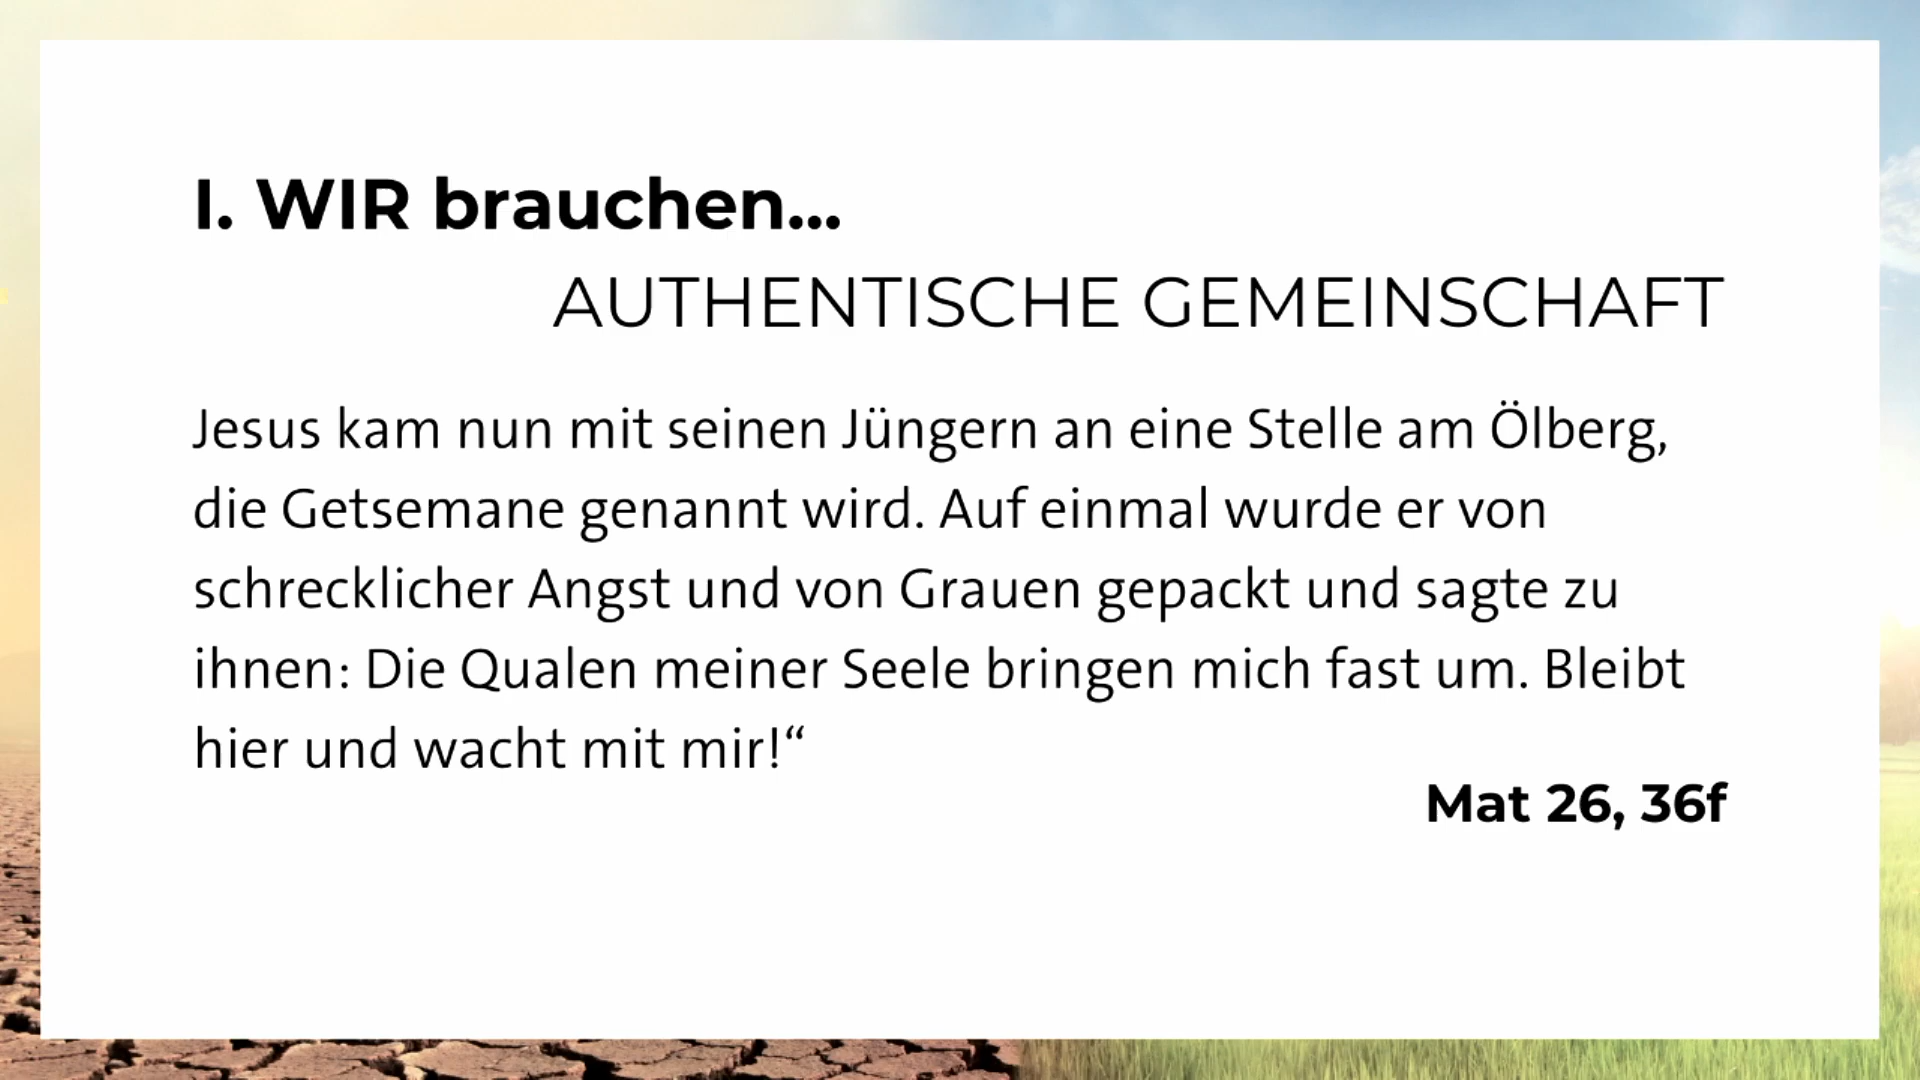 I. WIR brauchen...
AUTHENTISCHE GEMEINSCHAFT
Jesus kam nun mit seinen Jüngern an eine Stelle am Ölberg,
die Getsemane genannt wird. Auf einmal wurde er von
schrecklicher Angst und von Grauen gepackt und sagte zu
ihnen: Die Qualen meiner Seele bringen mich fast um. Bleibt
hier und wacht mit mir!“
Mat 26, 36f